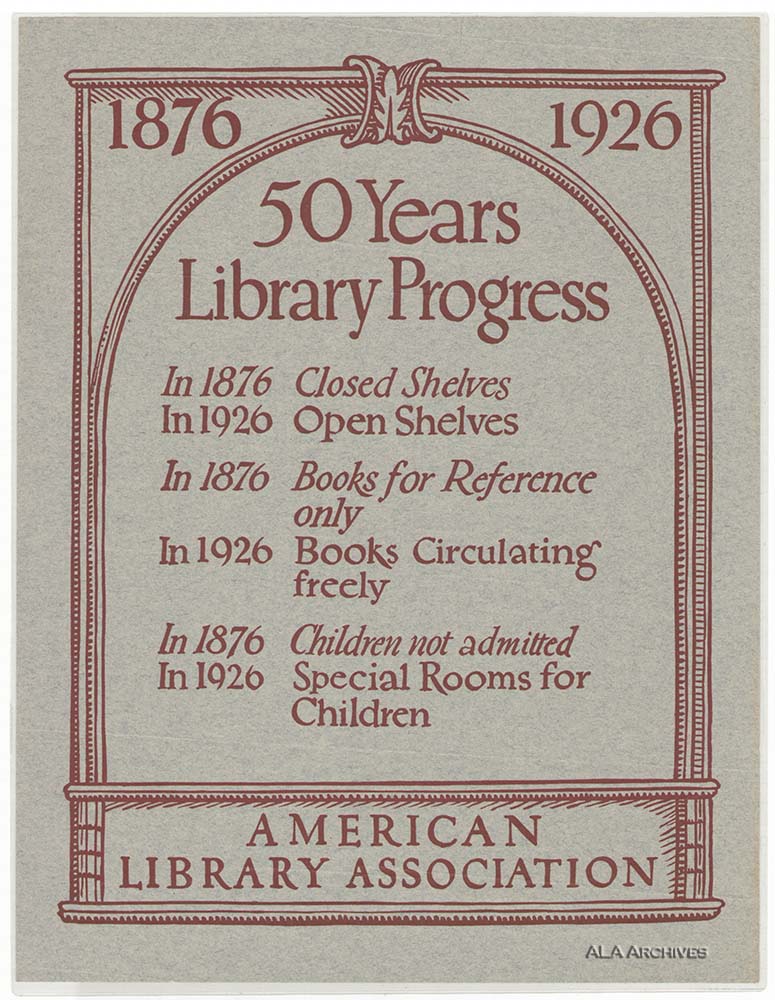 1876 1926
50 Years
Library Progress
In 1876 Closed Shelves
In 1926 Open Shelves
In 1876 Books for Reference
only
In 1926 Books Circulating
freely
In 1876 Children not admitted
In 1926 Special Rooms for
Children
AMERICAN
LIBRARY ASSOCIATION
ALA ARCHIVES